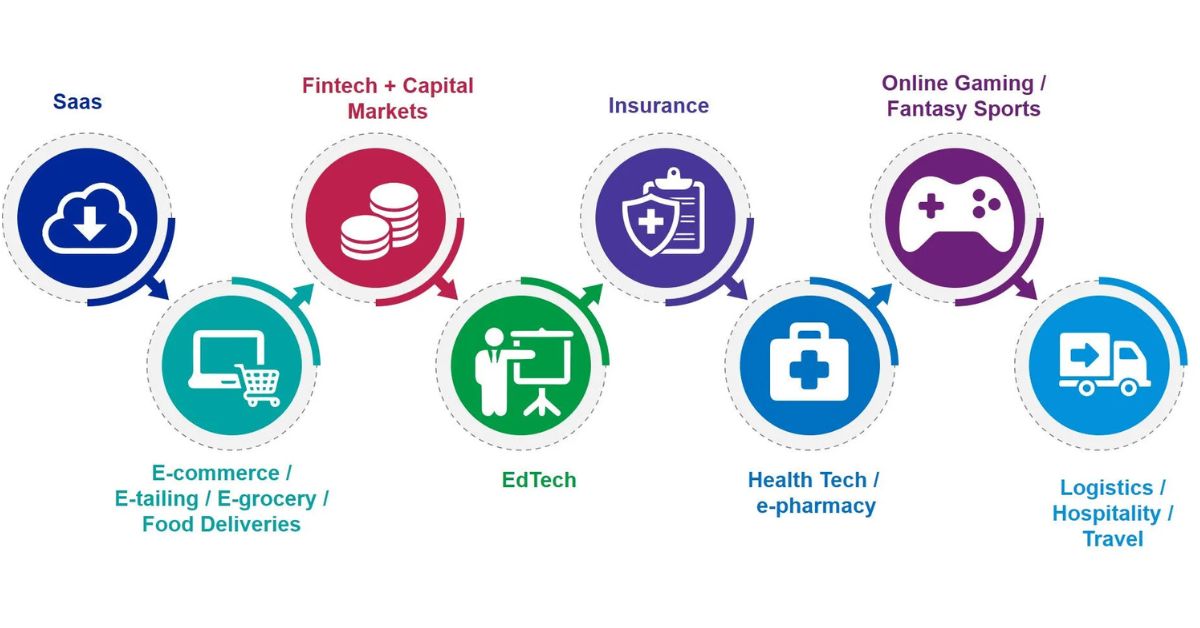 Saas
E-commerce /
E-tailing / E-grocery /
Food Deliveries
Fintech + Capital
Markets
EdTech
Insurance
Health Tech /
e-pharmacy
Online Gaming /
Fantasy Sports
Logistics /
Hospitality /
Travel